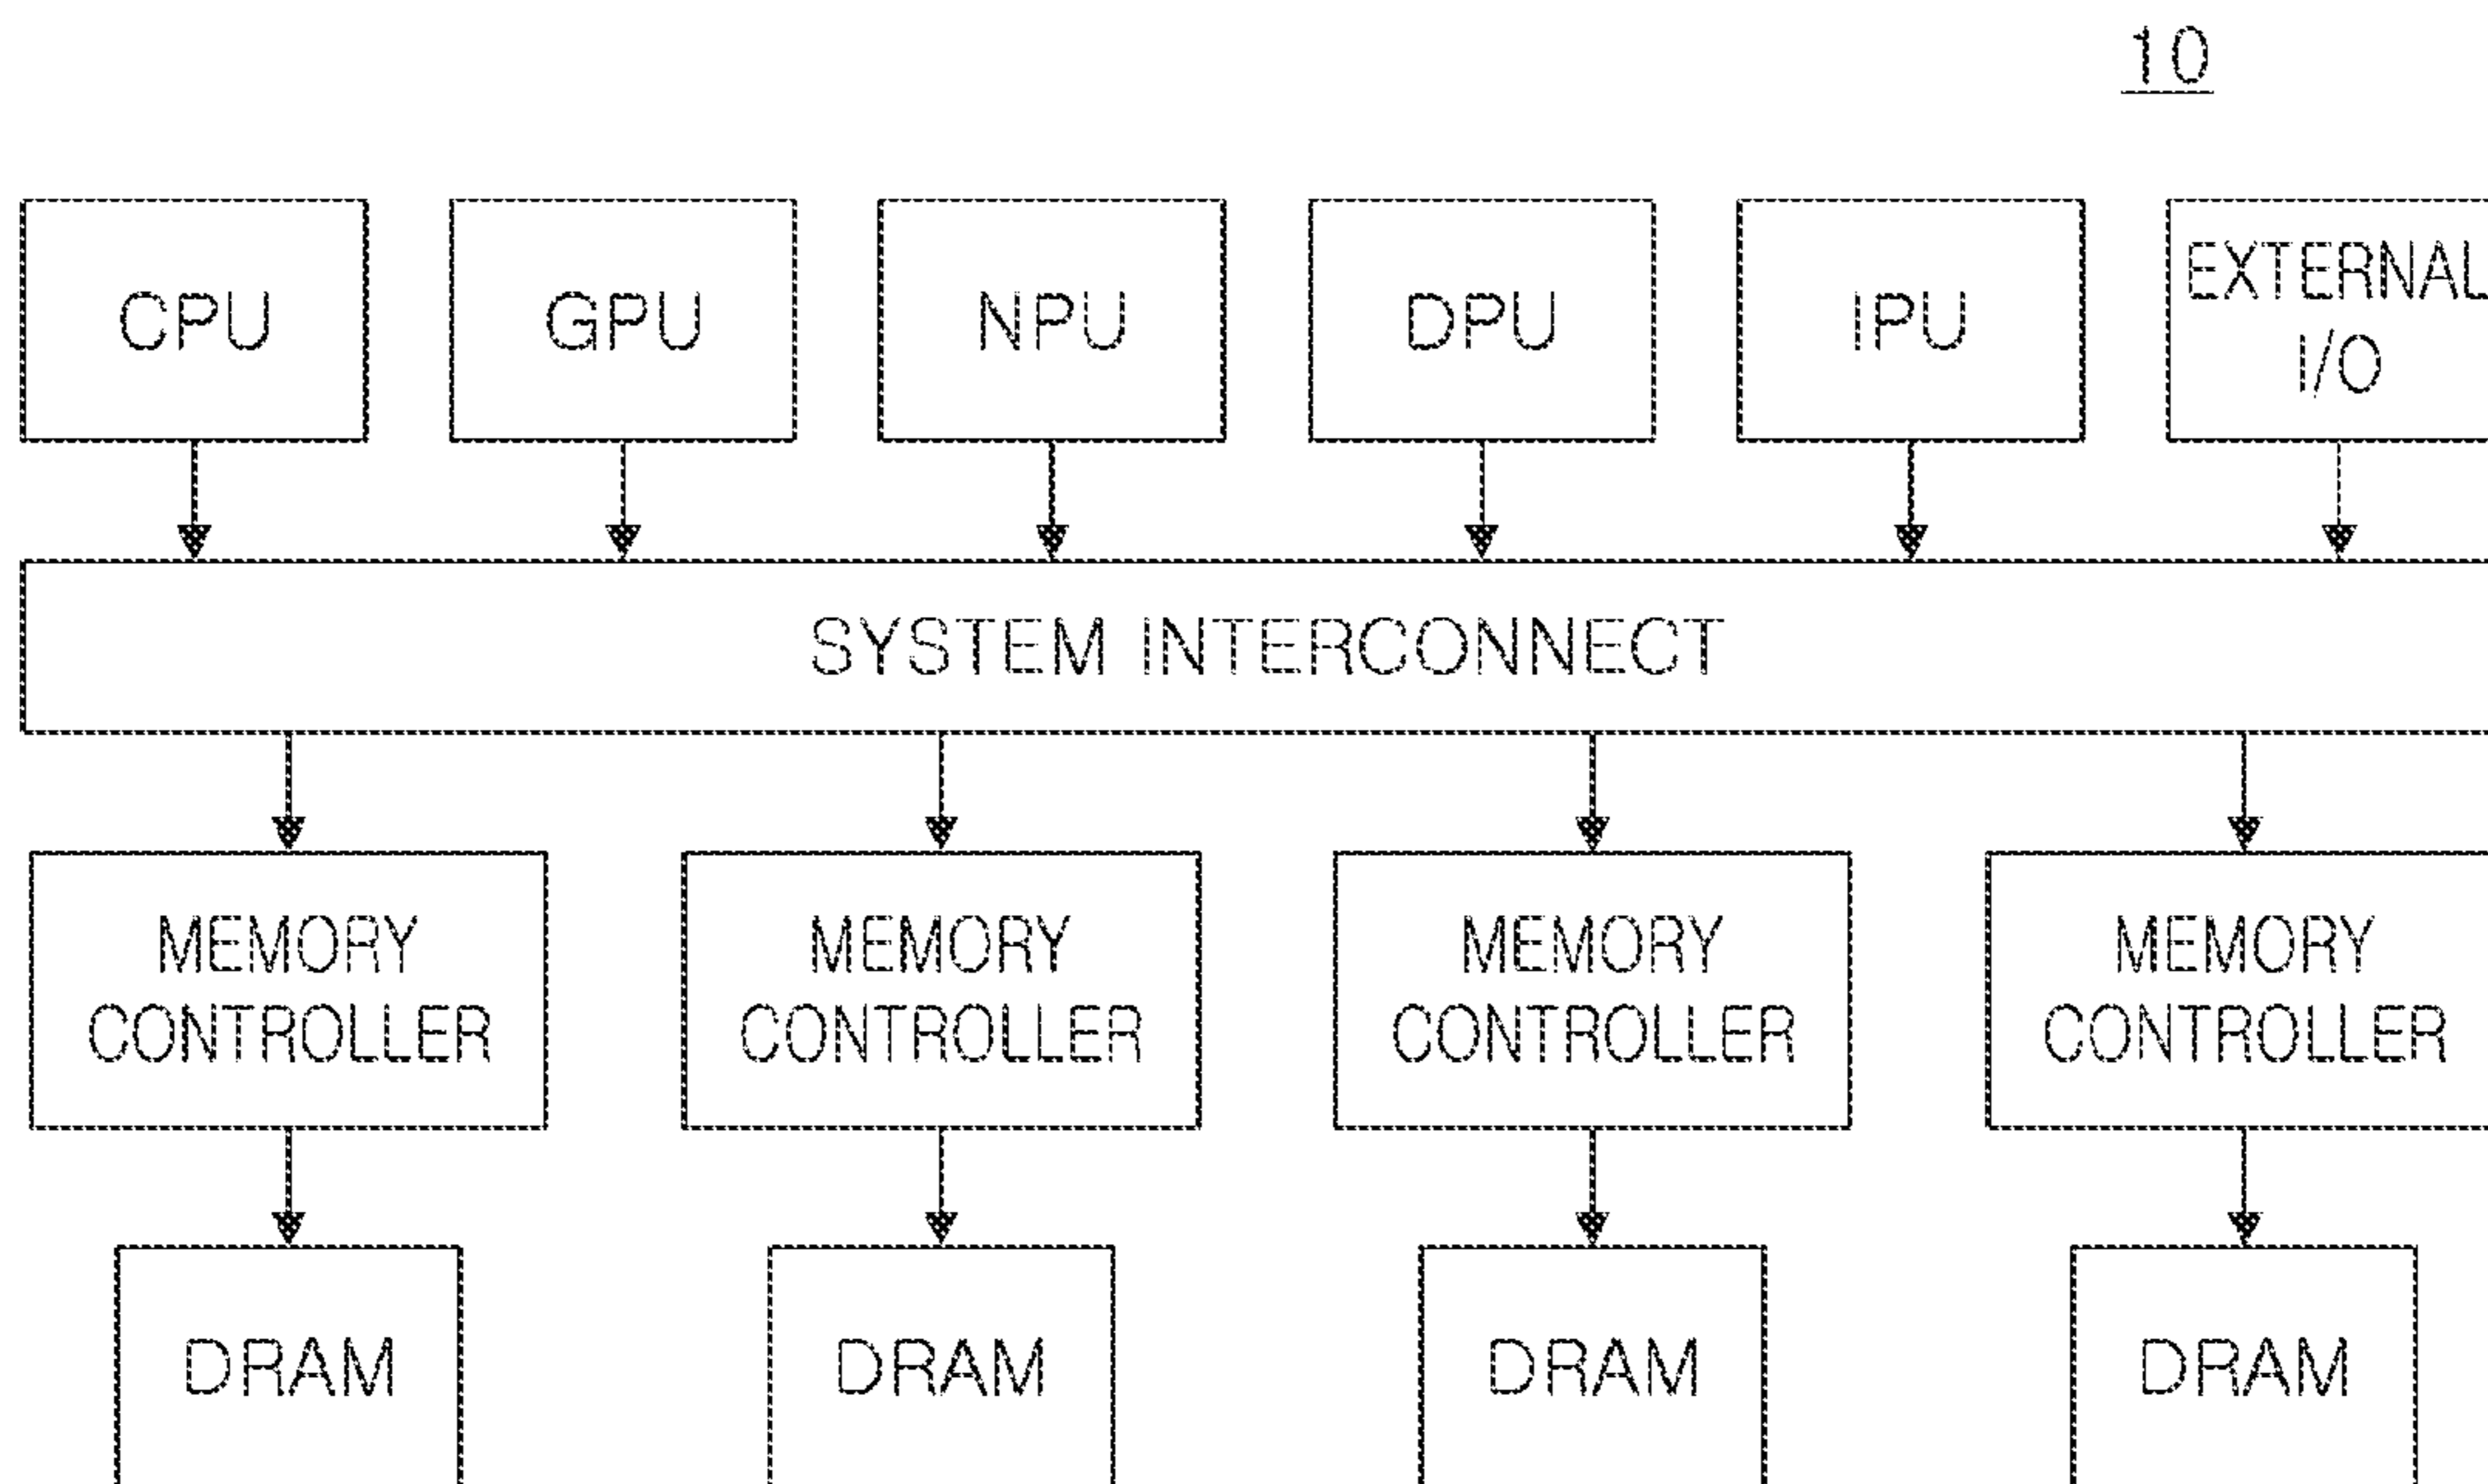 10
CPU
GPU
NPU
DPU
IPU
EXTERNAL
I/O
SYSTEM INTERCONNECT
MEMORY
CONTROLLER
MEMORY
CONTROLLER
MEMORY
CONTROLLER
MEMORY
CONTROLLER
DRAM
DRAM
DRAM
DRAM